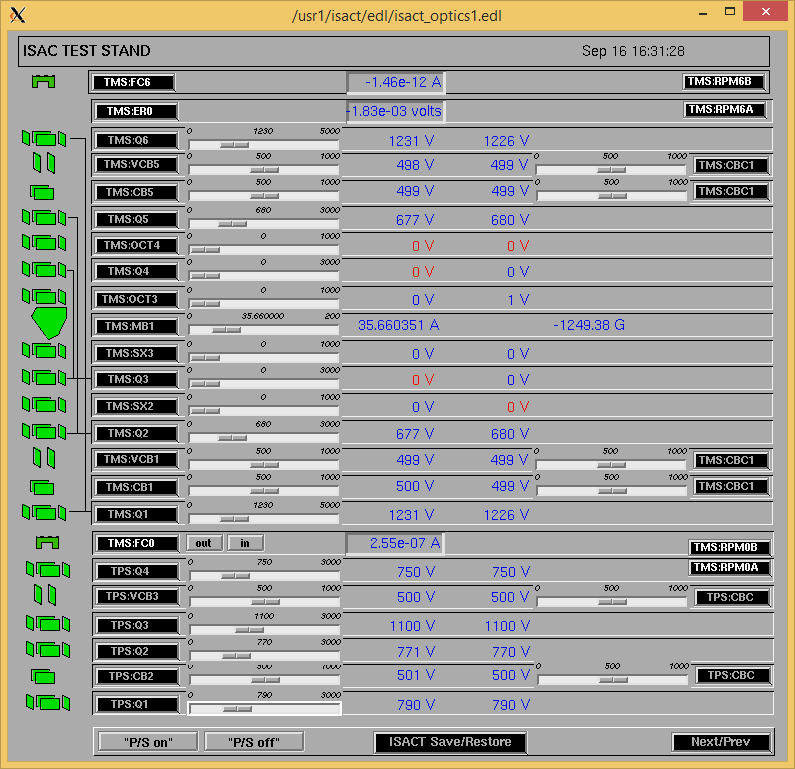 /usr1/isact/edl/isact_optics1.edl
ISAC TEST STAND Sep 16 16:31:28
TMS:FC6 -1.46e-12 A TMS:RPM6B
TMS:ER0 -1.83e-03 volts TMS:RPM6A
TMS:Q6 0 1230 5000 1231 V 1226 V
TMS:VCB5 0 500 1000 498 V 499 V 0 500 1000 TMS:CBC1
TMS:CB5 0 500 1000 499 V 499 V 0 500 1000 TMS:CBC1
TMS:Q5 0 680 3000 677 V 680 V
TMS:OCT4 0 0 1000 0 V 0 V
TMS:Q4 0 0 3000 0 V 0 V
TMS:OCT3 0 0 1000 0 V 1 V
TMS:MB1 0 35.660000 200 35.660351 A -1249.38 G
TMS:SX3 0 0 1000 0 V 0 V
TMS:Q3 0 0 3000 0 V 0 V
TMS:SX2 0 0 1000 0 V 0 V
TMS:Q2 0 680 3000 677 V 680 V
TMS:VCB1 0 500 1000 499 V 499 V 0 500 1000 TMS:CBC1
TMS:CB1 0 500 1000 500 V 499 V 0 500 1000 TMS:CBC1
TMS:Q1 0 1230 5000 1231 V 1226 V
TMS:FC0 out in 2.55e-07 A TMS:RPM0B
TPS:Q4 0 750 3000 750 V 750 V TMS:RPM0A
TPS:VCB3 0 500 1000 500 V 500 V 0 500 1000 TPS:CBC
TPS:Q3 0 1100 3000 1100 V 1100 V
TPS:Q2 0 770 3000 771 V 770 V
TPS:CB2 0 500 1000 501 V 500 V 0 500 1000 TPS:CBC
TPS:Q1 0 790 3000 790 V 790 V
"P/S on" "P/S off" ISACT Save/Restore Next/Prev